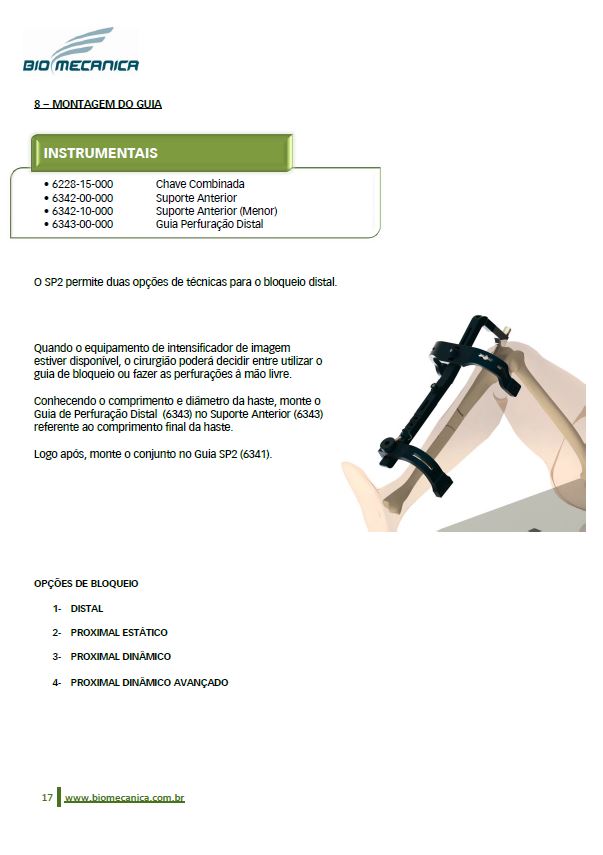 BIOMECANICA
8 – MONTAGEM DO GUIA
INSTRUMENTAIS
• 6228-15-000 Chave Combinada
• 6342-00-000 Suporte Anterior
• 6342-10-000 Suporte Anterior (Menor)
• 6343-00-000 Guia Perfuração Distal
O SP2 permite duas opções de técnicas para o bloqueio distal.
Quando o equipamento de intensificador de imagem
estiver disponível, o cirurgião poderá decidir entre utilizar o
guia de bloqueio ou fazer as perfurações à mão livre.
Conhecendo o comprimento e diâmetro da haste, monte o
Guia de Perfuração Distal (6343) no Suporte Anterior (6343)
referente ao comprimento final da haste.
Logo após, monte o conjunto no Guia SP2 (6341).
OPÇÕES DE BLOQUEIO
1- DISTAL
2- PROXIMAL ESTÁTICO
3- PROXIMAL DINÂMICO
4- PROXIMAL DINÂMICO AVANÇADO
17 www.biomecanica.com.br